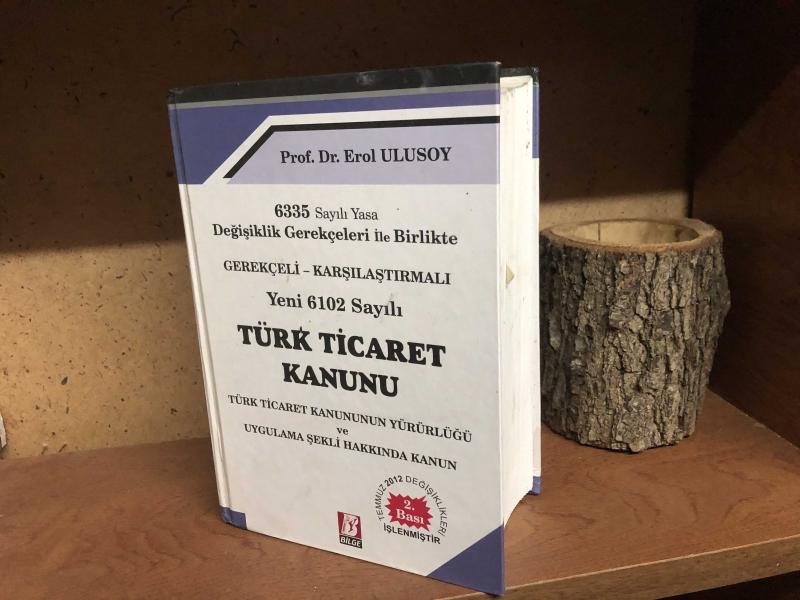 Prof. Dr. Erol ULUSOY
6335 Sayılı Yasa
Değişiklik Gerekçeleri İle Birlikte
GEREKÇELİ – KARŞILAŞTIRMALI
Yeni 6102 Sayılı
TÜRK TİCARET
KANUNU
TÜRK TİCARET KANUNUNUN YÜRÜRLÜĞÜ
ve
UYGULAMA ŞEKLİ HAKKINDA KANUN
TEMMUZ 2012 DEĞİŞİKLİKLERİ
2.
Bası
İŞLENMİŞTİR
BİLGE